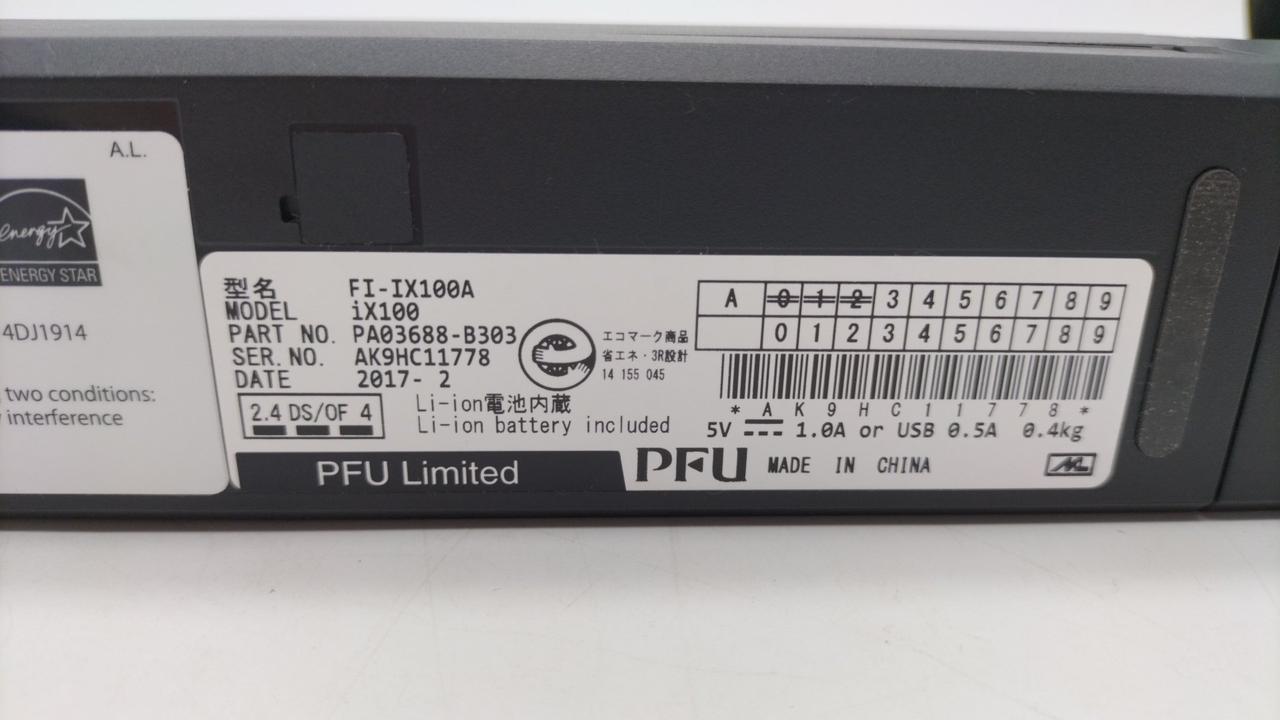 A.L.
energy
ENERGY STAR
4DJ1914
two conditions:
interference
型名 FI-IX100A
MODEL iX100
PART NO. PA03688-B303
SER.NO. AK9HC11778
DATE 2017- 2
エコマーク商品
省エネ・3R設計
14 155 045
2.4 DS/OF 4
Li-ion電池内蔵
Li-ion battery included
A 0 1 2 3 4 5 6 7 8 9
0 1 2 3 4 5 6 7 8 9
* A K 9 H C 1 1 7 7 8 *
5V ⎓ 1.0A or USB 0.5A 0.4kg
PFU Limited
PFU MADE IN CHINA